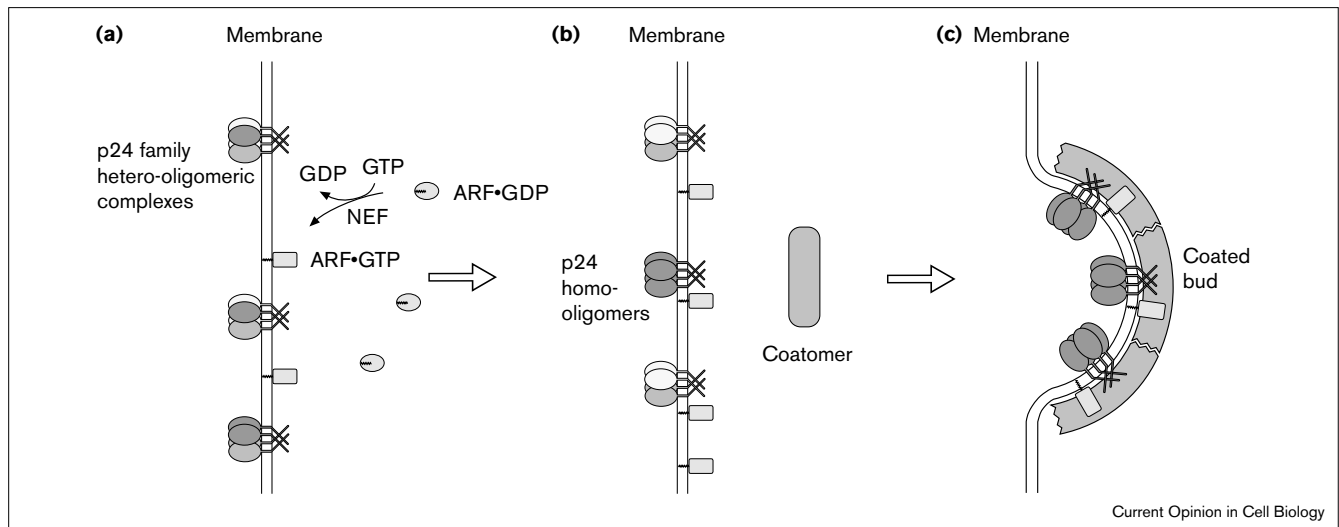 (a)
Membrane
p24 family
hetero-oligomeric
complexes
GDP
GTP
NEF
ARF•GDP
ARF•GTP
(b)
Membrane
p24
homo-
oligomers
Coatomer
(c) Membrane
Coated
bud
Current Opinion in Cell Biology